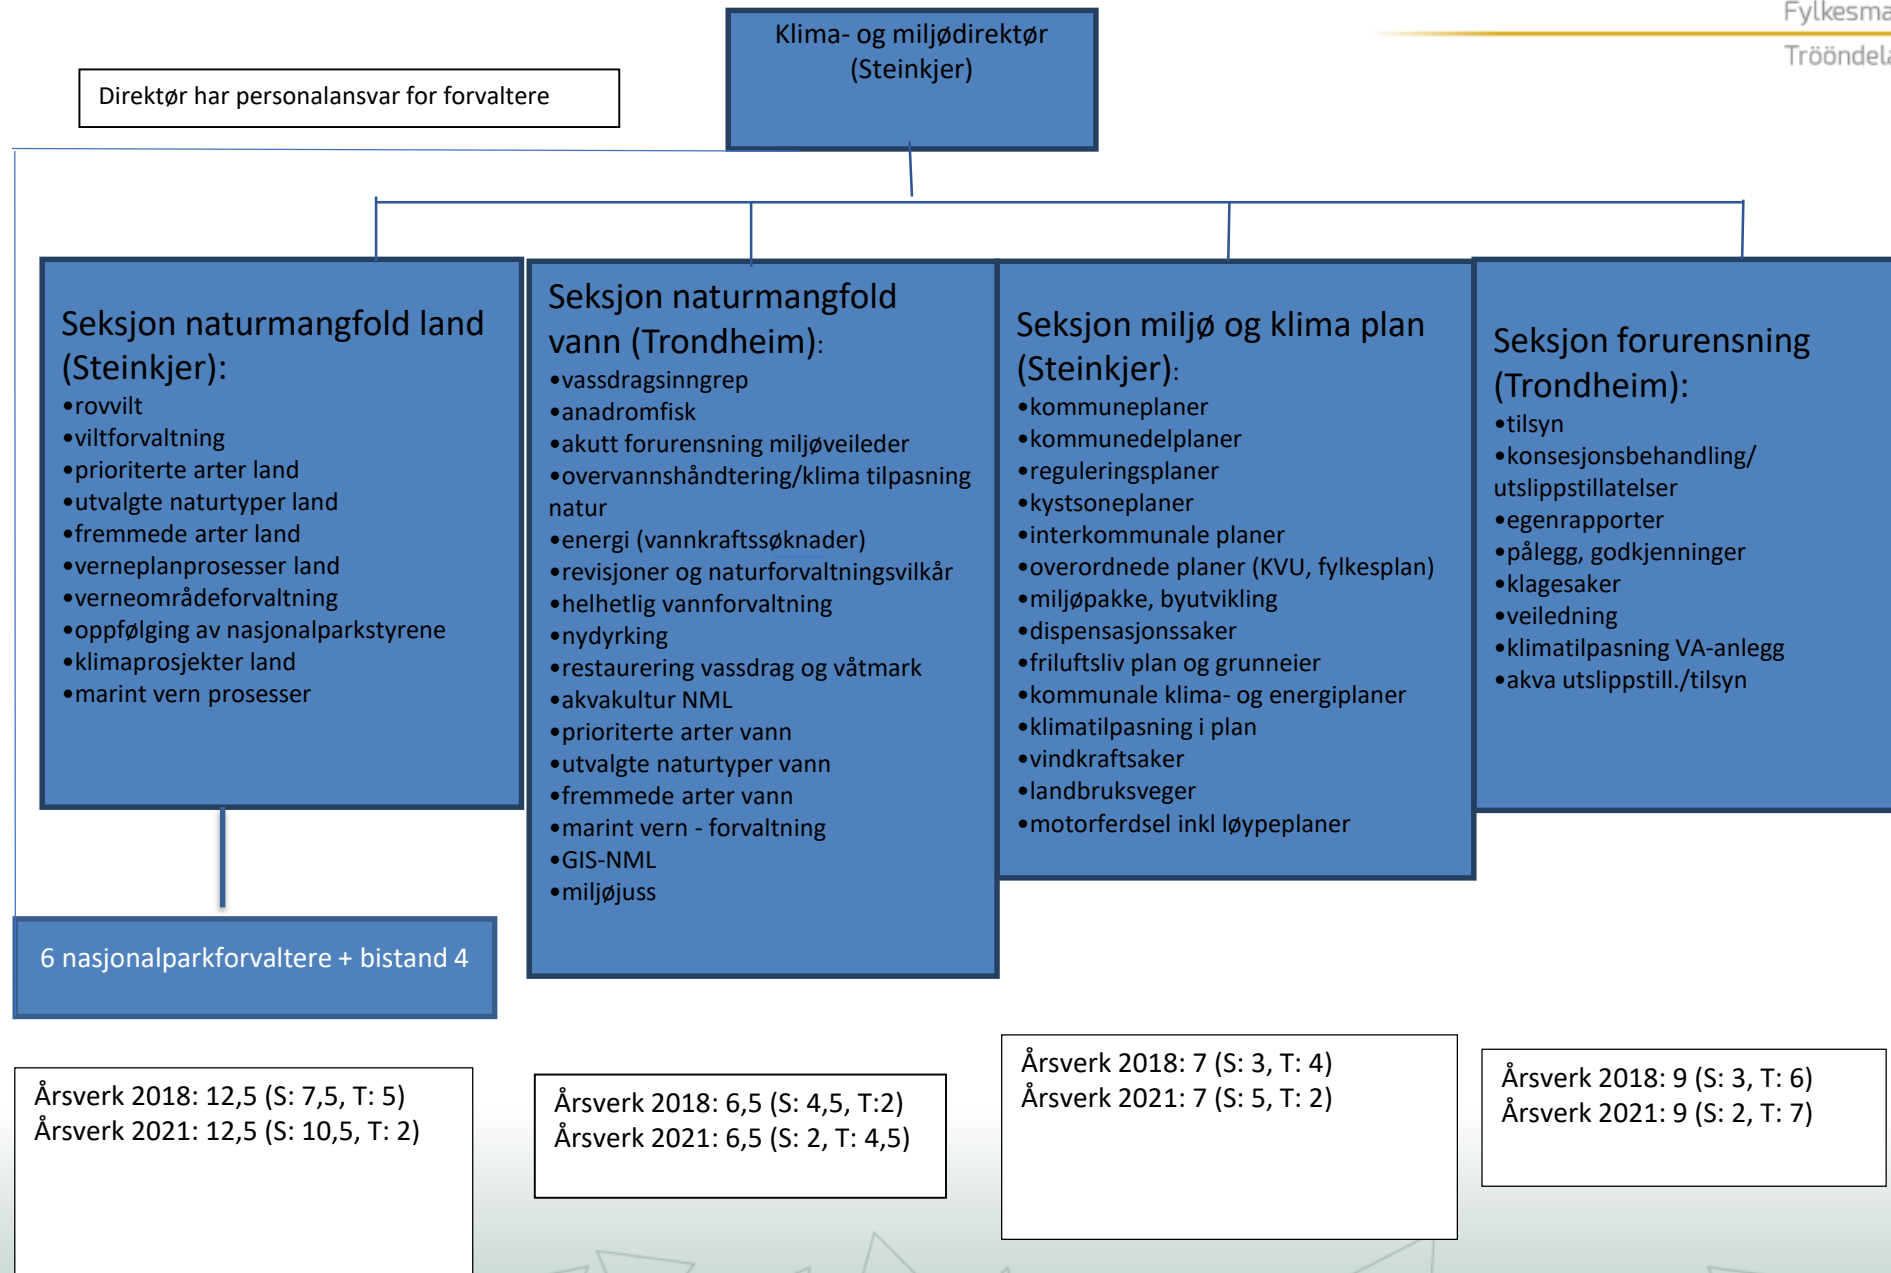 Fylkesma
Trööndela
Klima- og miljødirektør
(Steinkjer)
Direktør har personalansvar for forvaltere
Seksjon naturmangfold land
(Steinkjer):
•rovvilt
•viltforvaltning
•prioriterte arter land
•utvalgte naturtyper land
•fremmede arter land
•verneplanprosesser land
•verneområdeforvaltning
•oppfølging av nasjonalparkstyrene
•klimaprosjekter land
•marint vern prosesser
Seksjon naturmangfold
vann (Trondheim):
•vassdragsinngrep
•anadromfisk
•akutt forurensning miljøveileder
•overvannshåndtering/klima tilpasning
natur
•energi (vannkraftssøknader)
•revisjoner og naturforvaltningsvilkår
•helhetlig vannforvaltning
•nydyrking
•restaurering vassdrag og våtmark
•akvakultur NML
•prioriterte arter vann
•utvalgte naturtyper vann
•fremmede arter vann
•marint vern - forvaltning
•GIS-NML
•miljøjuss
Seksjon miljø og klima plan
(Steinkjer):
•kommuneplaner
•kommunedelplaner
•reguleringsplaner
•kystsoneplaner
•interkommunale planer
•overordnede planer (KVU, fylkesplan)
•miljøpakke, byutvikling
•dispensasjonssaker
•friluftsliv plan og grunneier
•kommunale klima- og energiplaner
•klimatilpasning i plan
•vindkraftsaker
•landbruksveger
•motorferdsel inkl løypeplaner
Seksjon forurensning
(Trondheim):
•tilsyn
•konsesjonsbehandling/
utslippstillatelser
•egenrapporter
•pålegg, godkjenninger
•klagesaker
•veiledning
•klimatilpasning VA-anlegg
•akva utslippstill./tilsyn
6 nasjonalparkforvaltere + bistand 4
Årsverk 2018: 12,5 (S: 7,5, T: 5)
Årsverk 2021: 12,5 (S: 10,5, T: 2)
Årsverk 2018: 6,5 (S: 4,5, T:2)
Årsverk 2021: 6,5 (S: 2, T: 4,5)
Årsverk 2018: 7 (S: 3, T: 4)
Årsverk 2021: 7 (S: 5, T: 2)
Årsverk 2018: 9 (S: 3, T: 6)
Årsverk 2021: 9 (S: 2, T: 7)